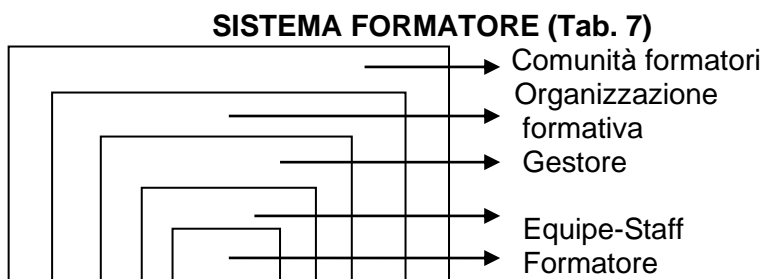 SISTEMA FORMATORE (Tab. 7)
Comunità formatori
Organizzazione
formativa
Gestore
Equipe-Staff
Formatore